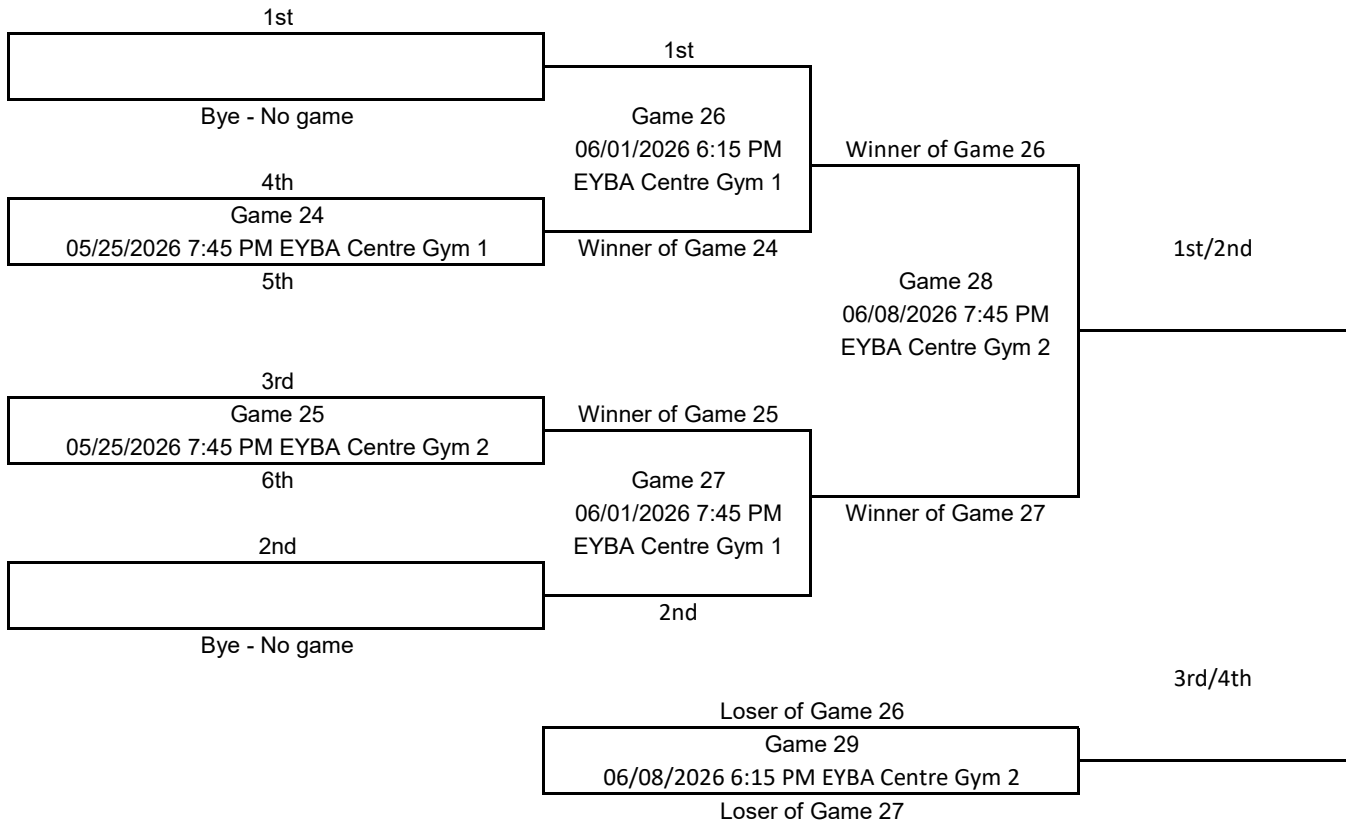 1st
Bye - No game
4th
Game 24
05/25/2026 7:45 PM EYBA Centre Gym 1
5th
3rd
Game 25
05/25/2026 7:45 PM EYBA Centre Gym 2
6th
2nd
Bye - No game
1st
Game 26
06/01/2026 6:15 PM
EYBA Centre Gym 1
Winner of Game 24
Winner of Game 25
Game 27
06/01/2026 7:45 PM
EYBA Centre Gym 1
2nd
Winner of Game 26
Game 28
06/08/2026 7:45 PM
EYBA Centre Gym 2
Winner of Game 27
1st/2nd
Loser of Game 26
Game 29
06/08/2026 6:15 PM EYBA Centre Gym 2
Loser of Game 27
3rd/4th